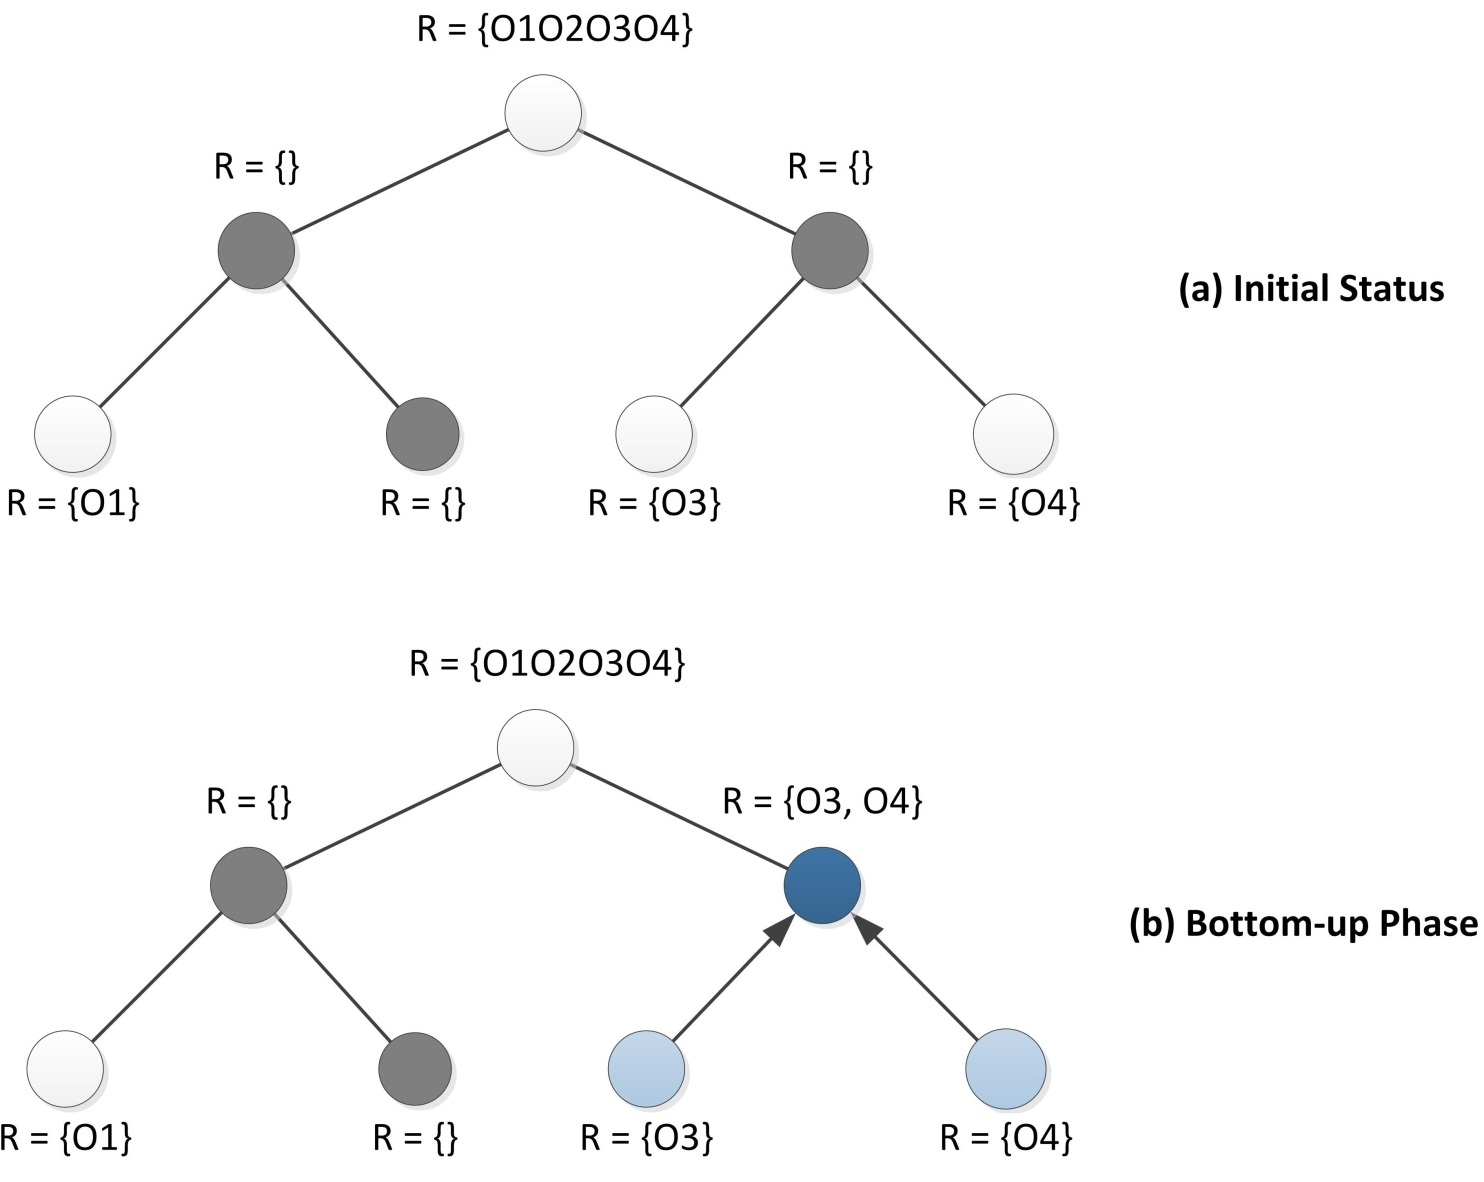 R = {O1O2O3O4}
R = {}
R = {}
(a) Initial Status
R = {O1}
R = {}
R = {O3}
R = {O4}
R = {O1O2O3O4}
R = {}
R = {O3, O4}
(b) Bottom-up Phase
R = {O1}
R = {}
R = {O3}
R = {O4}